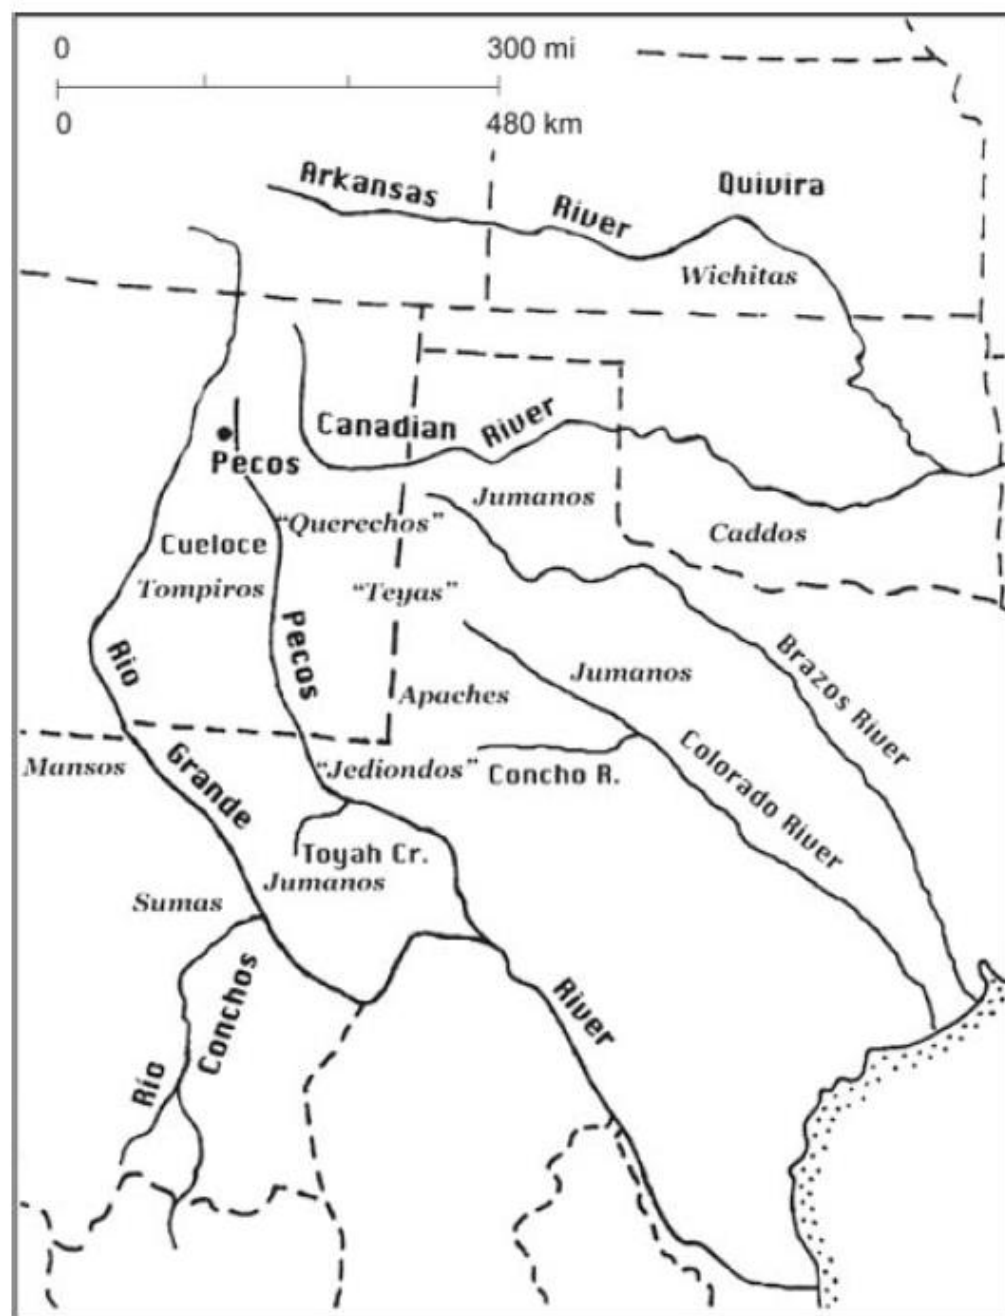 0 300 mi
0 480 km
Arkansas River
Quivira
Wichitas
Canadian River
Pecos
Jumanos
"Querechos"
Caddos
Cueloce
Tompiros
"Teyas"
Pecos
Rio Grande River
Jumanos
Brazos River
Apaches
Mansos
"Jediondos"
Concho R.
Colorado River
Toyah Cr.
Jumanos
Sumas
Río Conchos